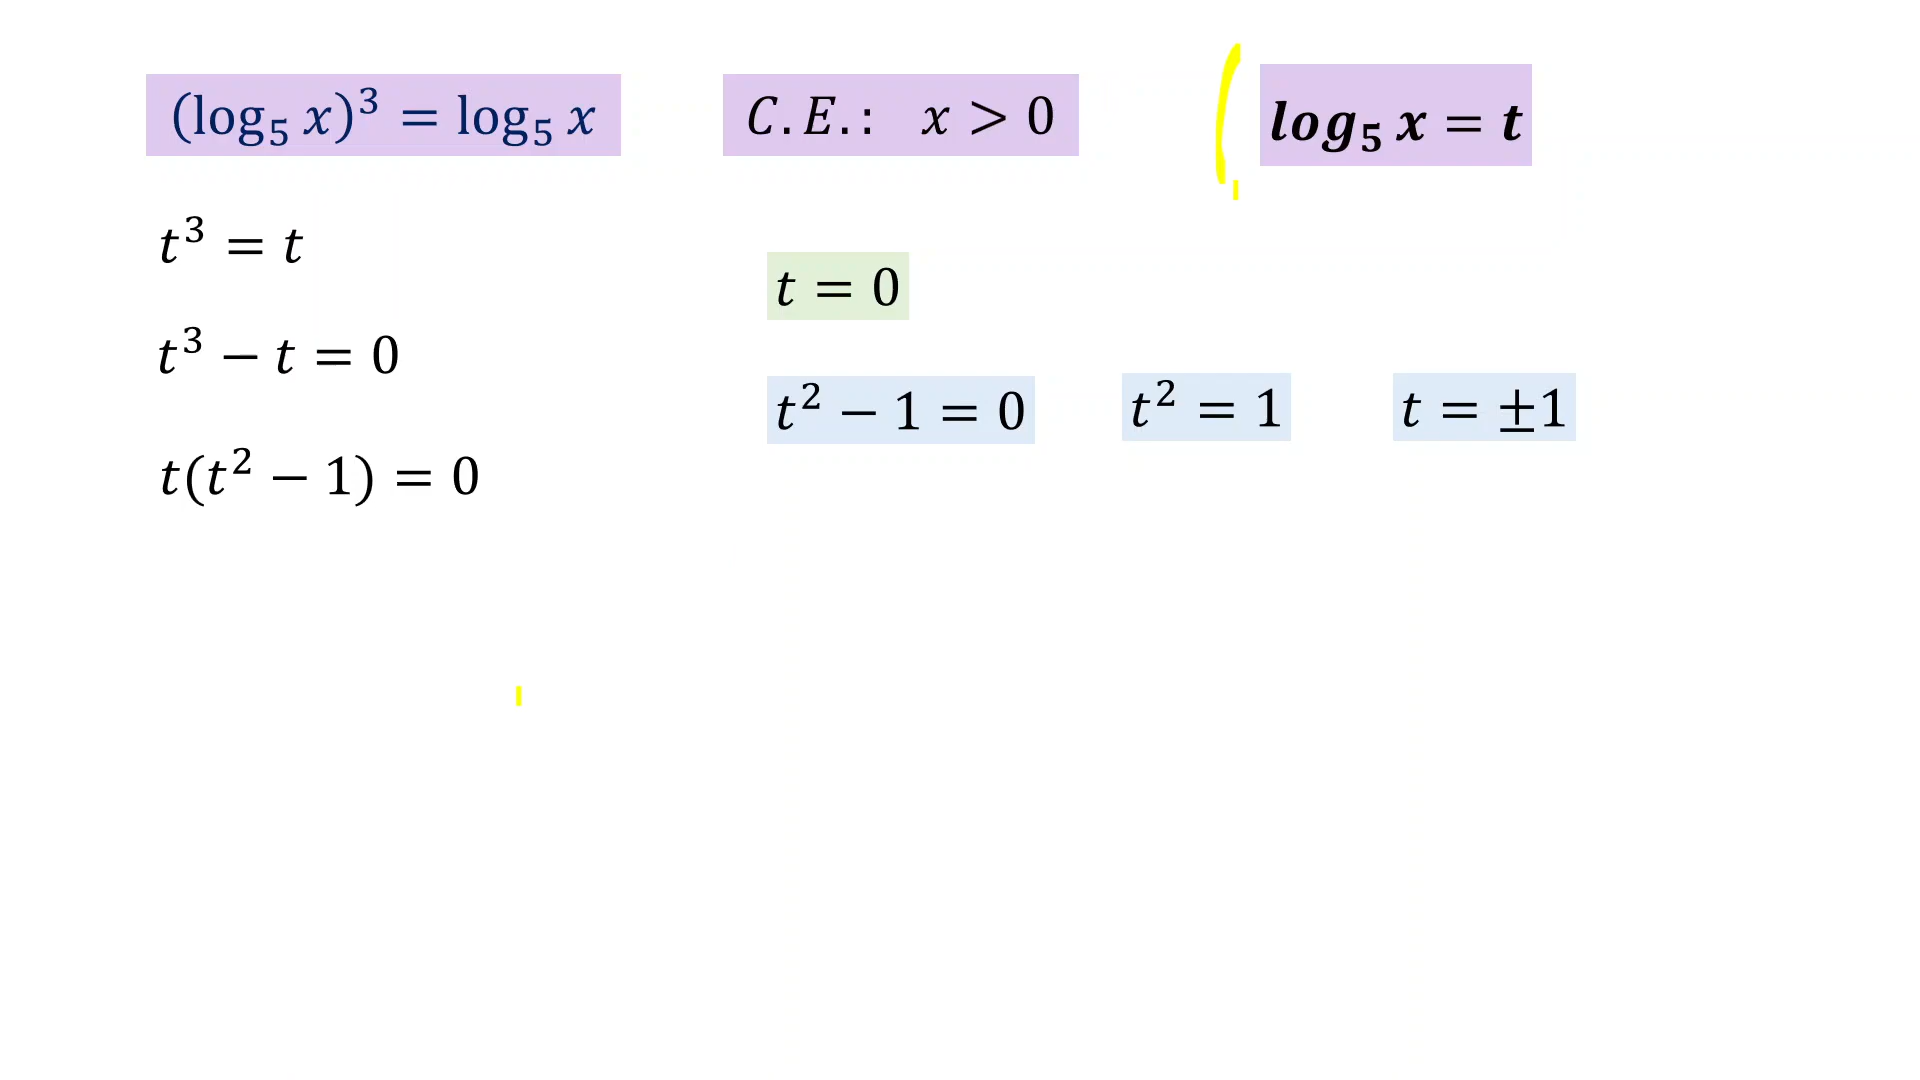 (log₅ x)³ = log₅ x
C.E.: x > 0
log₅ x = t
t³ = t
t³ − t = 0
t(t² − 1) = 0
t = 0
t² − 1 = 0
t² = 1
t = ±1